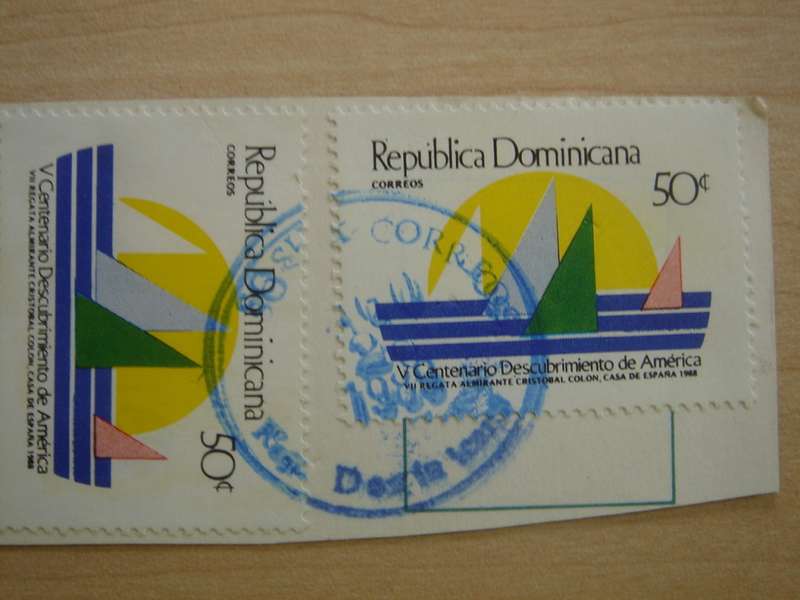 República Dominicana
CORREOS
50¢
V Centenario Descubrimiento de América
VII REGATA ALMIRANTE CRISTOBAL COLON, CASA DE ESPAÑA 1988
República Dominicana
CORREOS
50¢
V Centenario Descubrimiento de América
VII REGATA ALMIRANTE CRISTOBAL COLON, CASA DE ESPAÑA 1988
CORREOS